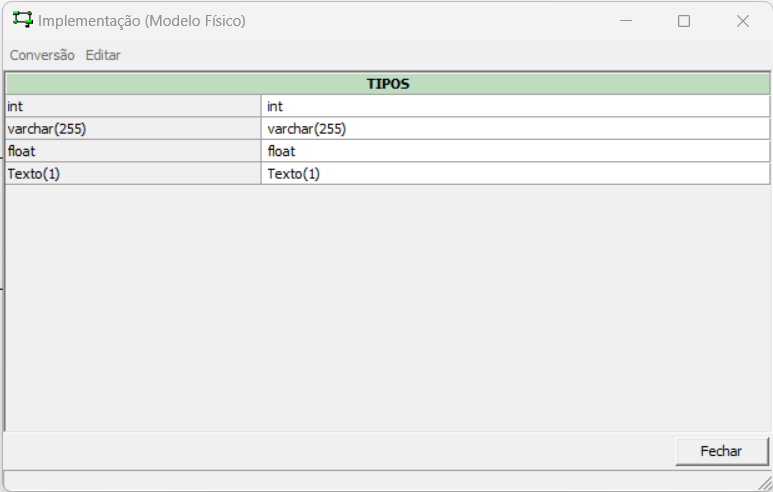 Implementação (Modelo Físico)
Conversão Editar
TIPOS
int int
varchar(255) varchar(255)
float float
Texto(1) Texto(1)
Fechar